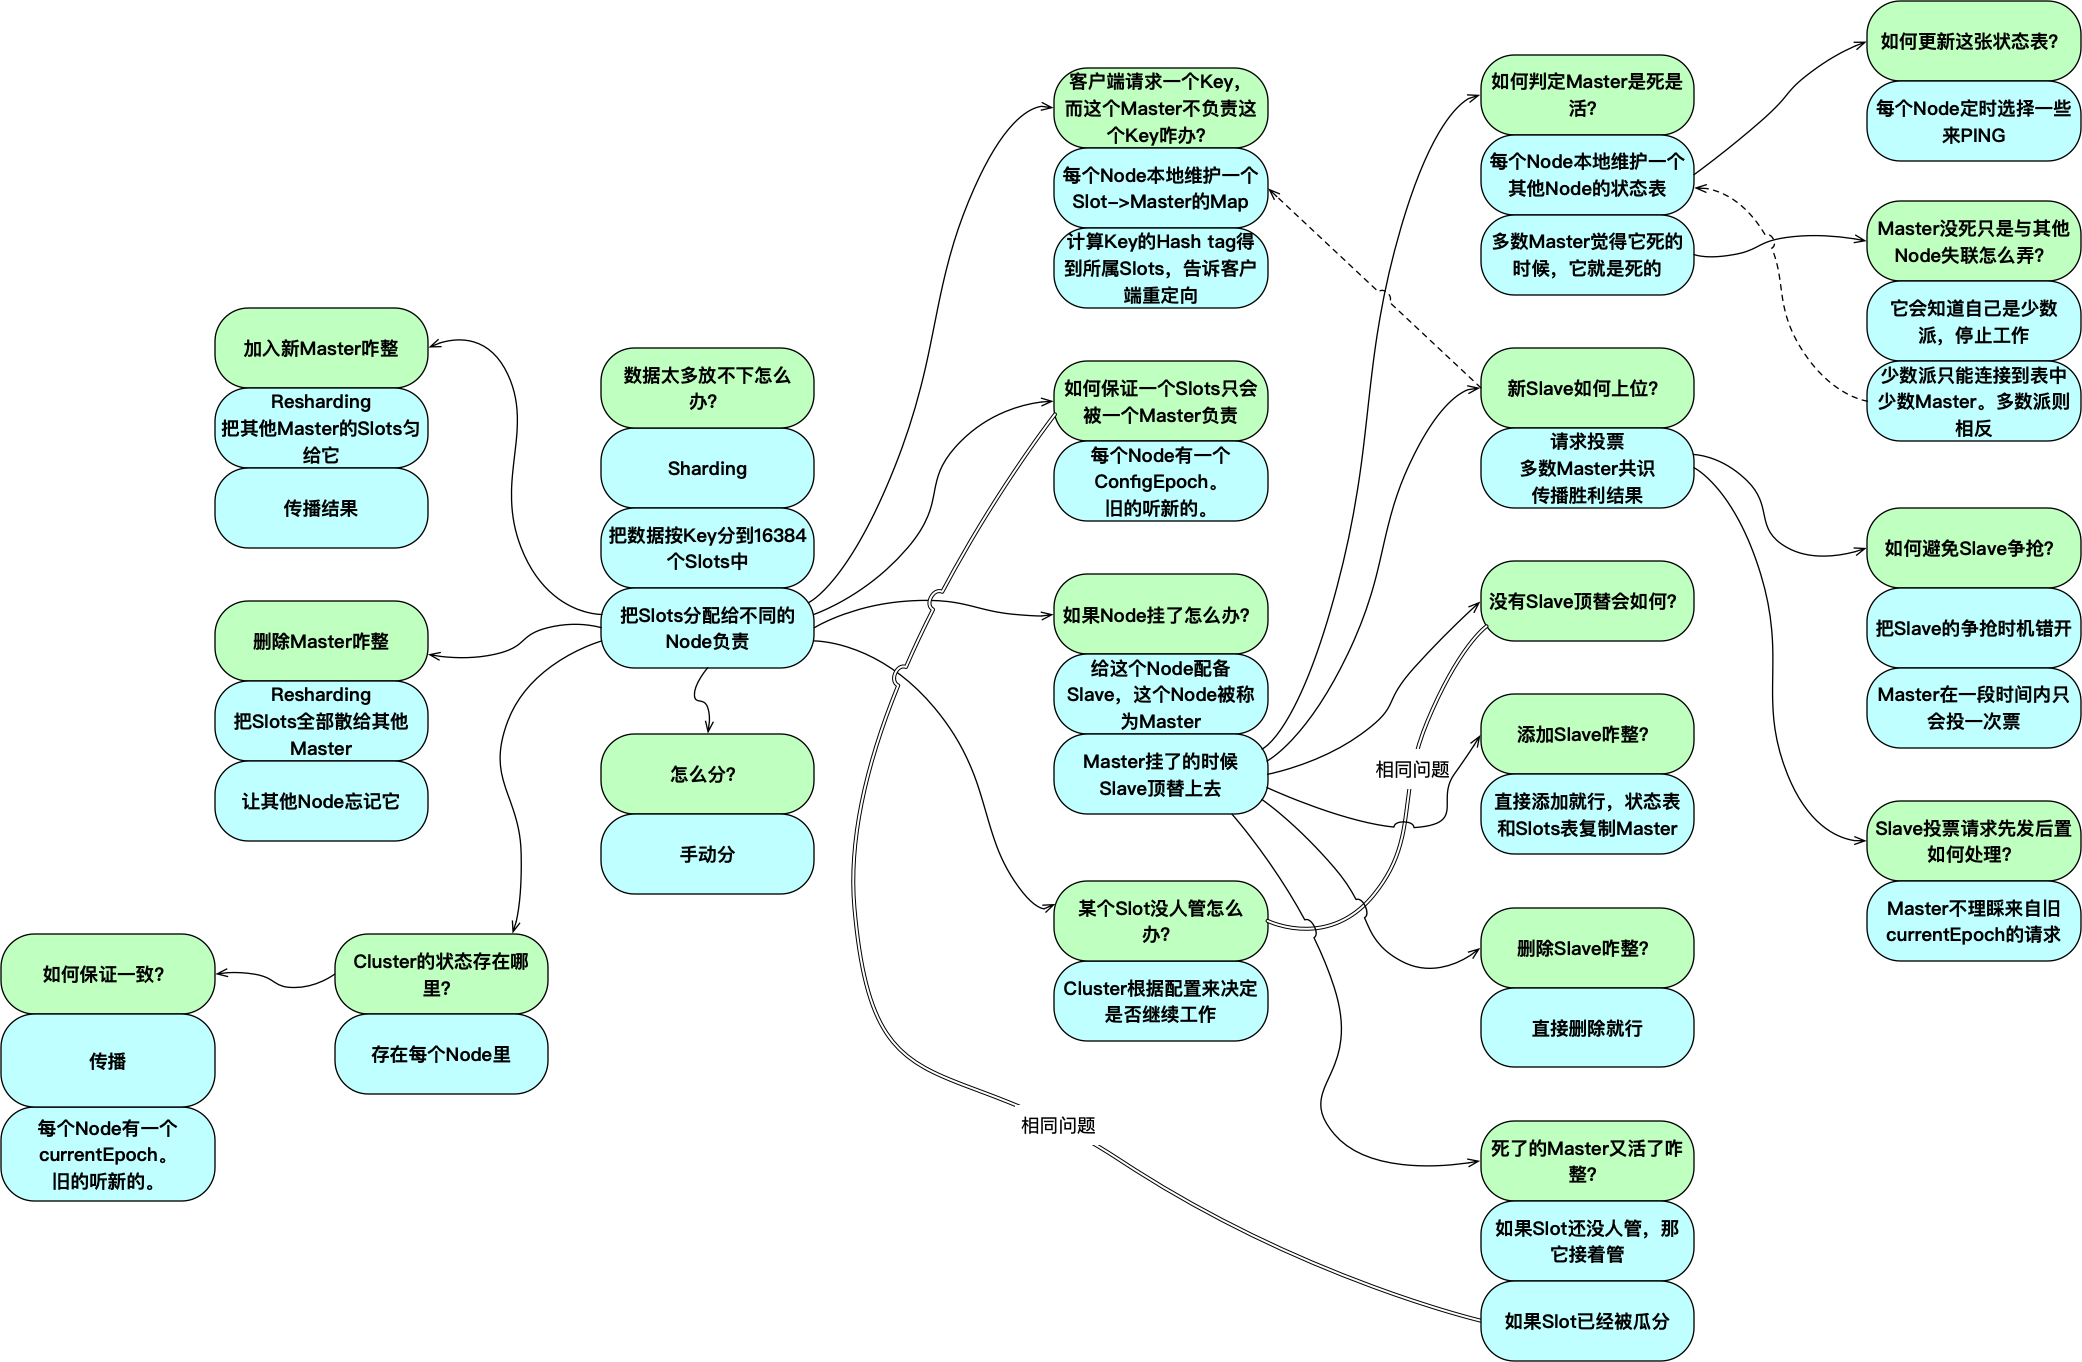 加入新Master咋整
Resharding
把其他Master的Slots匀
给它
传播结果
删除Master咋整
Resharding
把Slots全部散给其他
Master
让其他Node忘记它
如何保证一致?
传播
每个Node有一个
currentEpoch。
旧的听新的。
Cluster的状态存在哪
里?
存在每个Node里
数据太多放不下怎么
办?
Sharding
把数据按Key分到16384
个Slots中
把Slots分配给不同的
Node负责
怎么分?
手动分
客户端请求一个Key，
而这个Master不负责这
个Key咋办?
每个Node本地维护一个
Slot->Master的Map
计算Key的Hash tag得
到所属Slots，告诉客户
端重定向
如何保证一个Slots只会
被一个Master负责
每个Node有一个
ConfigEpoch。
旧的听新的。
如果Node挂了怎么办?
给这个Node配备
Slave，这个Node被称
为Master
Master挂了的时候
Slave顶替上去
某个Slot没人管怎么
办?
Cluster根据配置来决定
是否继续工作
相同问题
相同问题
如何判定Master是死是
活?
每个Node本地维护一个
其他Node的状态表
多数Master觉得它死的
时候，它就是死的
新Slave如何上位?
请求投票
多数Master共识
传播胜利结果
没有Slave顶替会如何?
添加Slave咋整?
直接添加就行，状态表
和Slots表复制Master
删除Slave咋整?
直接删除就行
死了的Master又活了咋
整?
如果Slot还没人管，那
它接着管
如果Slot已经被瓜分
如何更新这张状态表?
每个Node定时选择一些
来PING
Master没死只是与其他
Node失联怎么弄?
它会知道自己是少数
派，停止工作
少数派只能连接到表中
少数Master。多数派则
相反
如何避免Slave争抢?
把Slave的争抢时机错开
Master在一段时间内只
会投一次票
Slave投票请求先发后置
如何处理?
Master不理睬来自旧
currentEpoch的请求